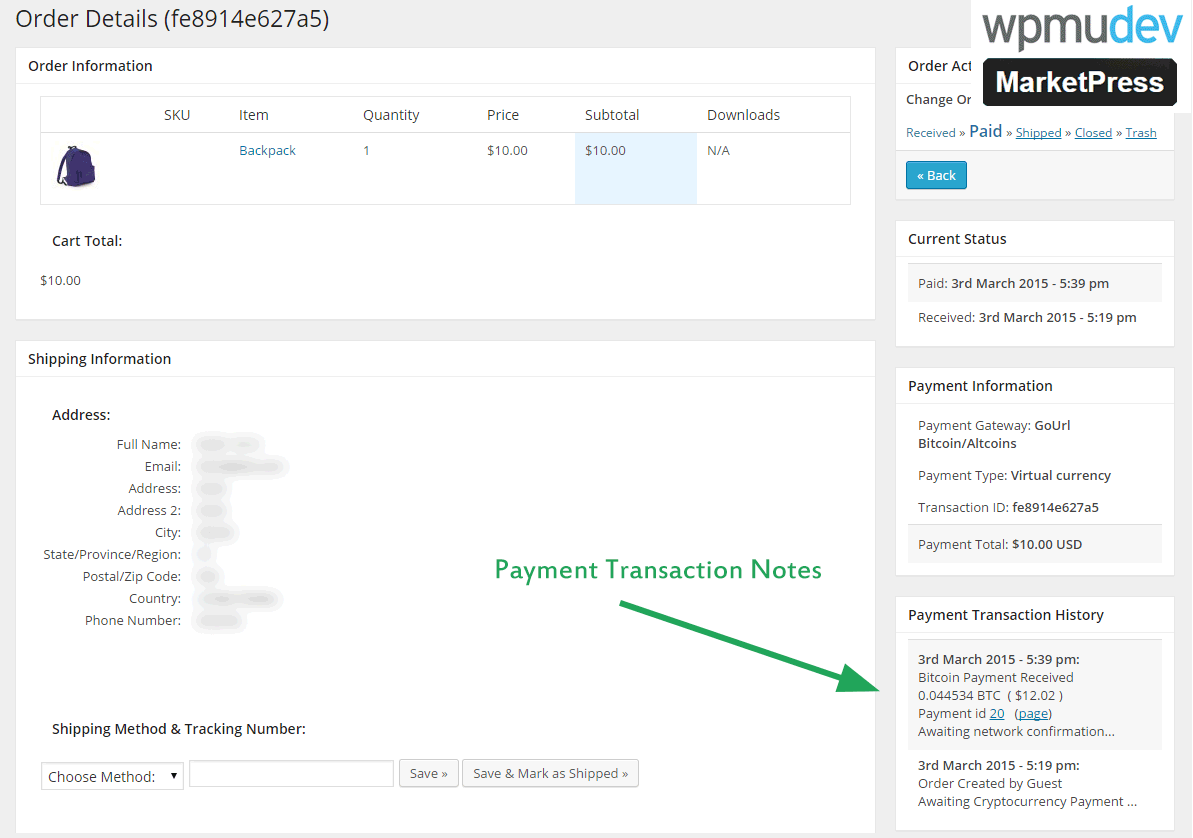 Order Details (fe8914e627a5)
wpmudev
MarketPress
Order Information
SKU Item Quantity Price Subtotal Downloads
Backpack 1 $10.00 $10.00 N/A
Cart Total:
$10.00
Shipping Information
Address:
Full Name:
Email:
Address:
Address 2:
City:
State/Province/Region:
Postal/Zip Code:
Country:
Phone Number:
Payment Transaction Notes
Shipping Method & Tracking Number:
Choose Method: Save » Save & Mark as Shipped »
Order Act
Change Or
Received » Paid » Shipped » Closed » Trash
« Back
Current Status
Paid: 3rd March 2015 - 5:39 pm
Received: 3rd March 2015 - 5:19 pm
Payment Information
Payment Gateway: GoUrl
Bitcoin/Altcoins
Payment Type: Virtual currency
Transaction ID: fe8914e627a5
Payment Total: $10.00 USD
Payment Transaction History
3rd March 2015 - 5:39 pm:
Bitcoin Payment Received
0.044534 BTC ( $12.02 )
Payment id 20 (page)
Awaiting network confirmation...
3rd March 2015 - 5:19 pm:
Order Created by Guest
Awaiting Cryptocurrency Payment ...